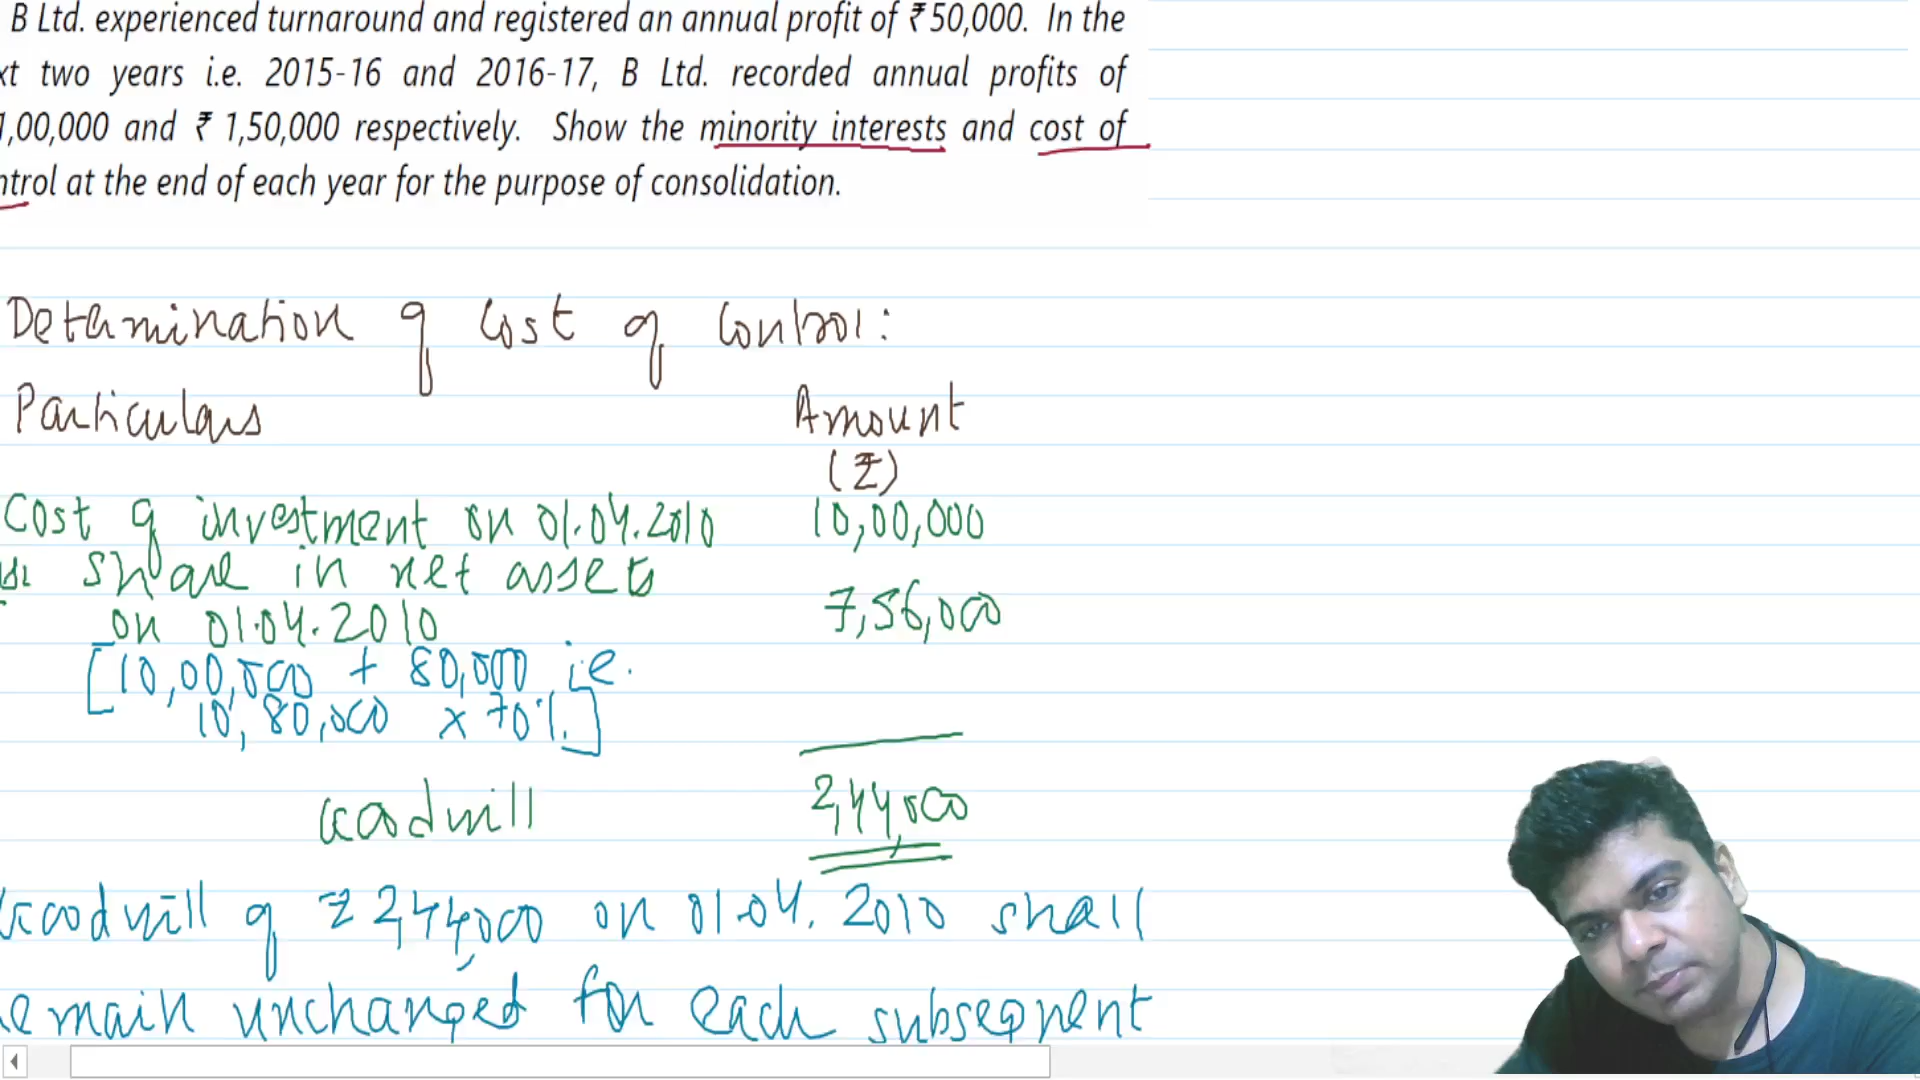 B Ltd. experienced turnaround and registered an annual profit of ₹ 50,000. In the
xt two years i.e. 2015-16 and 2016-17, B Ltd. recorded annual profits of
1,00,000 and ₹ 1,50,000 respectively. Show the minority interests and cost of
ntrol at the end of each year for the purpose of consolidation.
Determination of Cost of Control:
Particulars Amount
(₹)
Cost of investment on 01.04.2010 10,00,000
share in net assets
on 01.04.2010 7,56,000
[10,00,000 + 80,000 i.e.
10,80,000 x 70%]
Goodwill 2,44,000
Goodwill of ₹ 2,44,000 on 01.04.2010 shall
emain unchanged for each subsequent